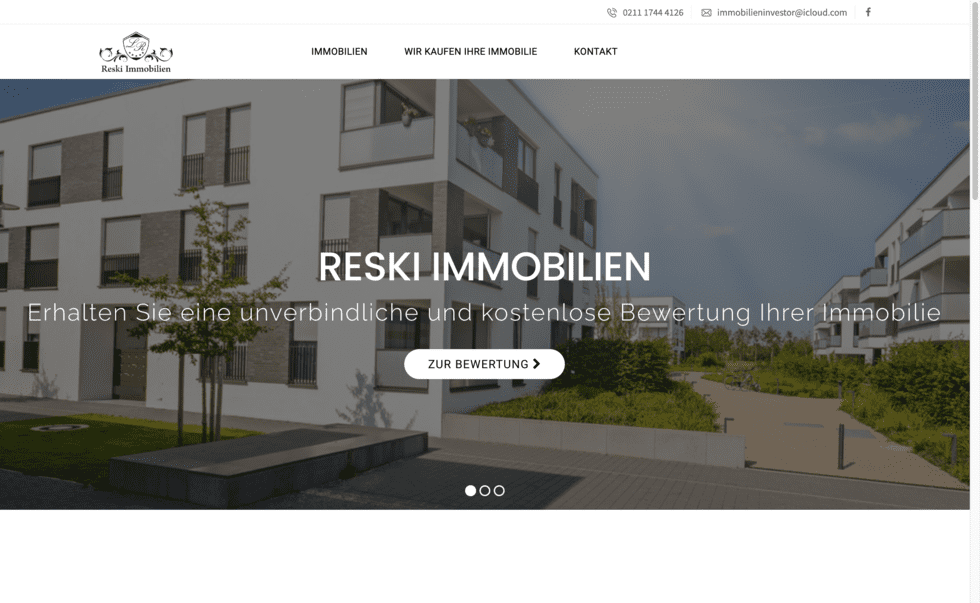 0211 1744 4126
immobilieninvestor@icloud.com
f
LR
Reski Immobilien
IMMOBILIEN
WIR KAUFEN IHRE IMMOBILIE
KONTAKT
RESKI IMMOBILIEN
Erhalten Sie eine unverbindliche und kostenlose Bewertung Ihrer Immobilie
ZUR BEWERTUNG